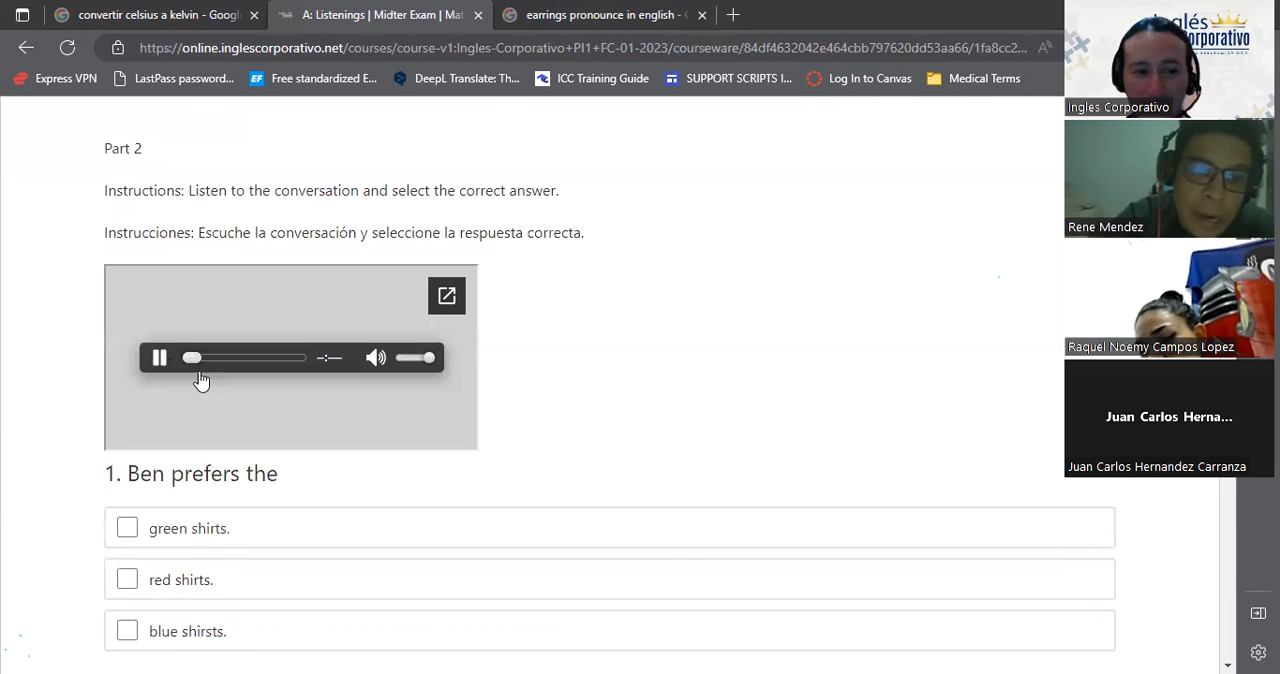 convertir celsius a kelvin - Googl
A: Listenings | Midter Exam | Mat
earrings pronounce in english - G
https://online.inglescorporativo.net/courses/course-v1:Ingles-Corporativo+PI1+FC-01-2023/courseware/84df4632042e464cbb797620dd53aa66/1fa8cc2...
Express VPN
LastPass password...
EF Free standardized E...
DeepL Translate: Th...
ICC Training Guide
SUPPORT SCRIPTS I...
Log In to Canvas
Medical Terms
Inglés
Corporativo
Ingles Corporativo
Rene Mendez
Raquel Noemy Campos Lopez
Juan Carlos Herna...
Juan Carlos Hernandez Carranza
Part 2
Instructions: Listen to the conversation and select the correct answer.
Instrucciones: Escuche la conversación y seleccione la respuesta correcta.
-:--
1. Ben prefers the
green shirts.
red shirts.
blue shirsts.